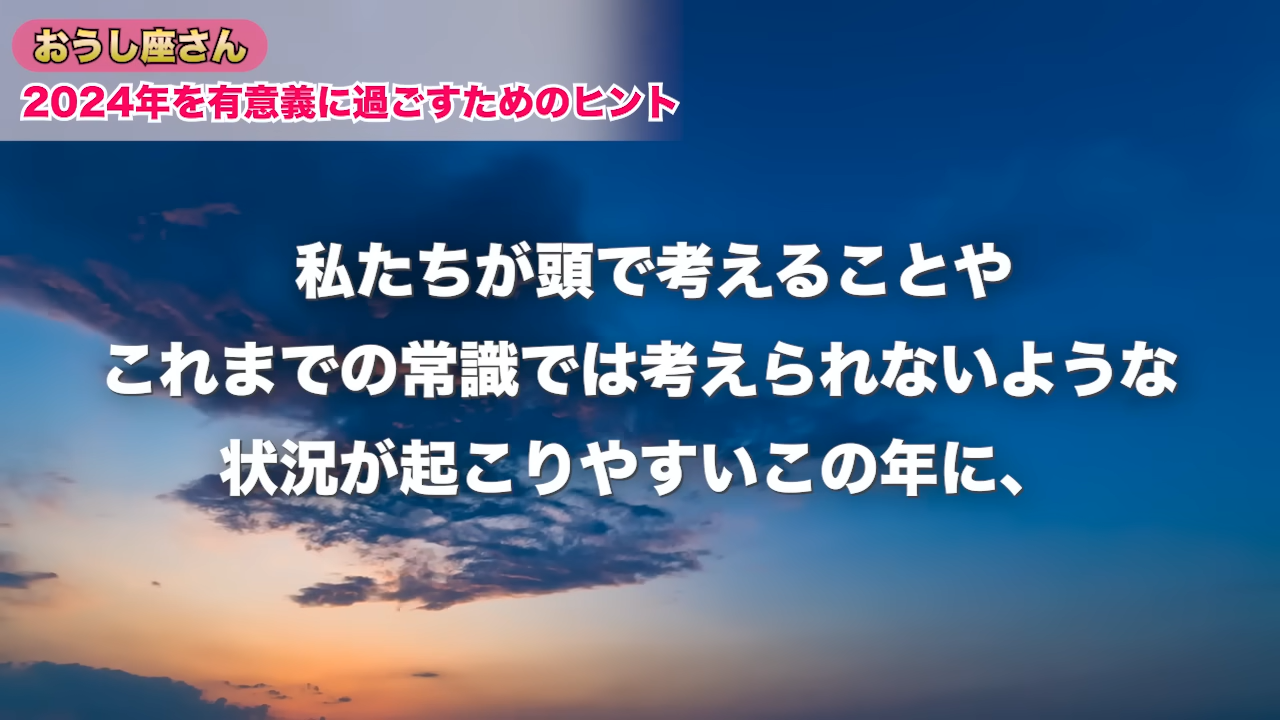 おうし座さん
2024年を有意義に過ごすためのヒント
私たちが頭で考えることや
これまでの常識では考えられないような
状況が起こりやすいこの年に、